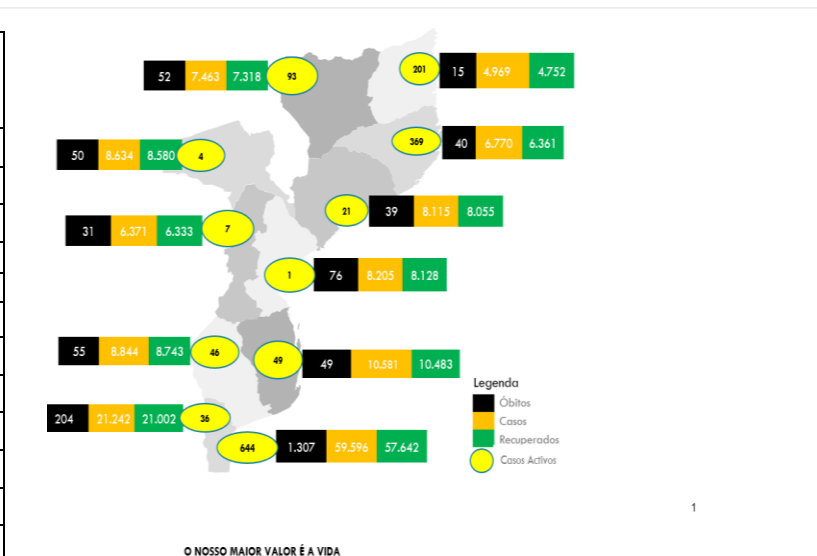 52 7.463 7.318 93
201 15 4.969 4.752
369 40 6.770 6.361
50 8.634 8.580 4
21 39 8.115 8.055
31 6.371 6.333 7
1 76 8.205 8.128
55 8.844 8.743 46
49 49 10.581 10.483
Legenda
Óbitos
Casos
Recuperados
Casos Activos
204 21.242 21.002 36
644 1.307 59.596 57.642
1
O NOSSO MAIOR VALOR É A VIDA